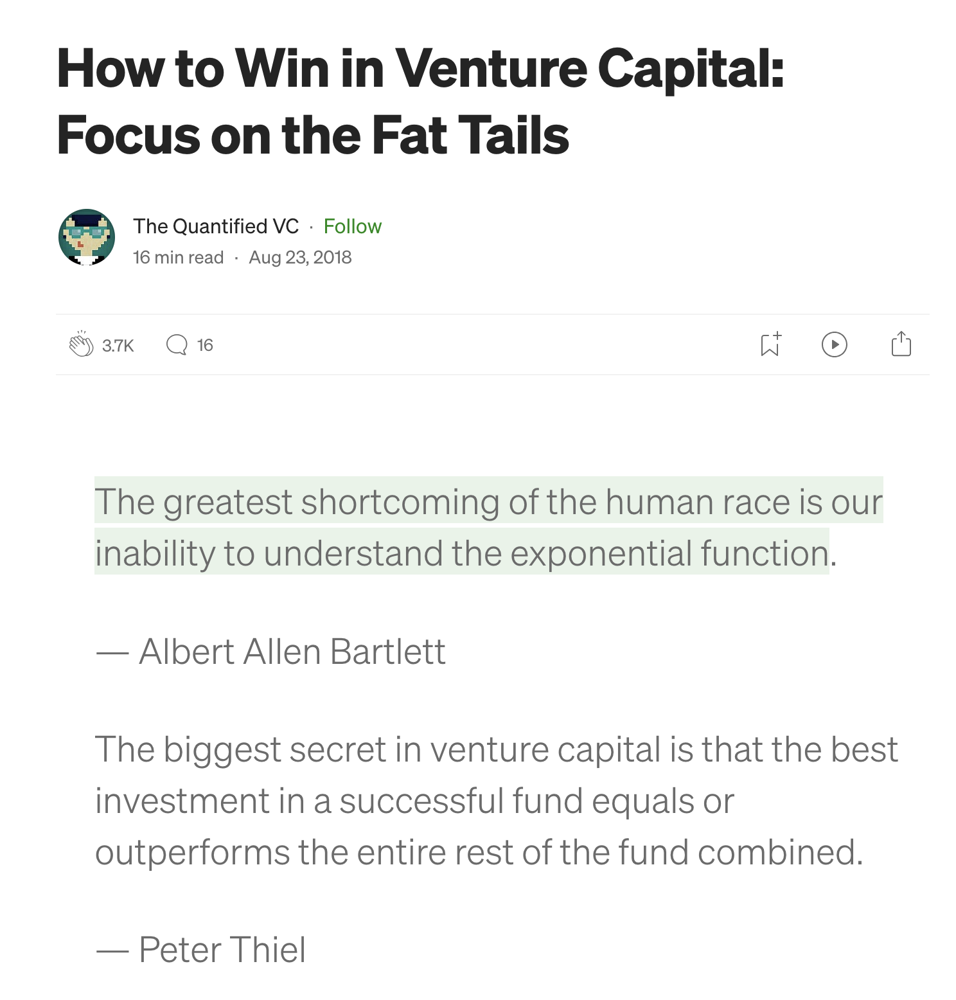 How to Win in Venture Capital:
Focus on the Fat Tails
The Quantified VC · Follow
16 min read · Aug 23, 2018
3.7K 16
The greatest shortcoming of the human race is our
inability to understand the exponential function.
— Albert Allen Bartlett
The biggest secret in venture capital is that the best
investment in a successful fund equals or
outperforms the entire rest of the fund combined.
— Peter Thiel